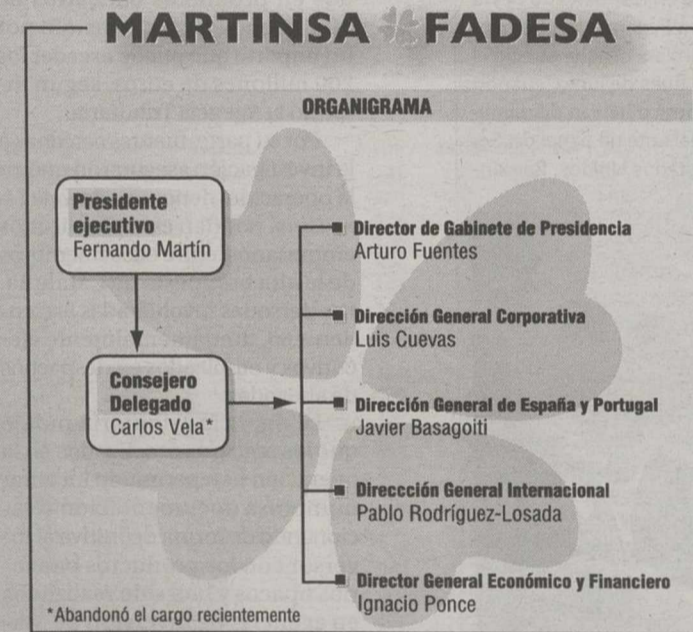 MARTINSA FADESA
ORGANIGRAMA
Presidente
ejecutivo
Fernando Martín
Consejero
Delegado
Carlos Vela*
Director de Gabinete de Presidencia
Arturo Fuentes
Dirección General Corporativa
Luis Cuevas
Dirección General de España y Portugal
Javier Basagoiti
Direccción General Internacional
Pablo Rodríguez-Losada
Director General Económico y Financiero
Ignacio Ponce
*Abandonó el cargo recientemente